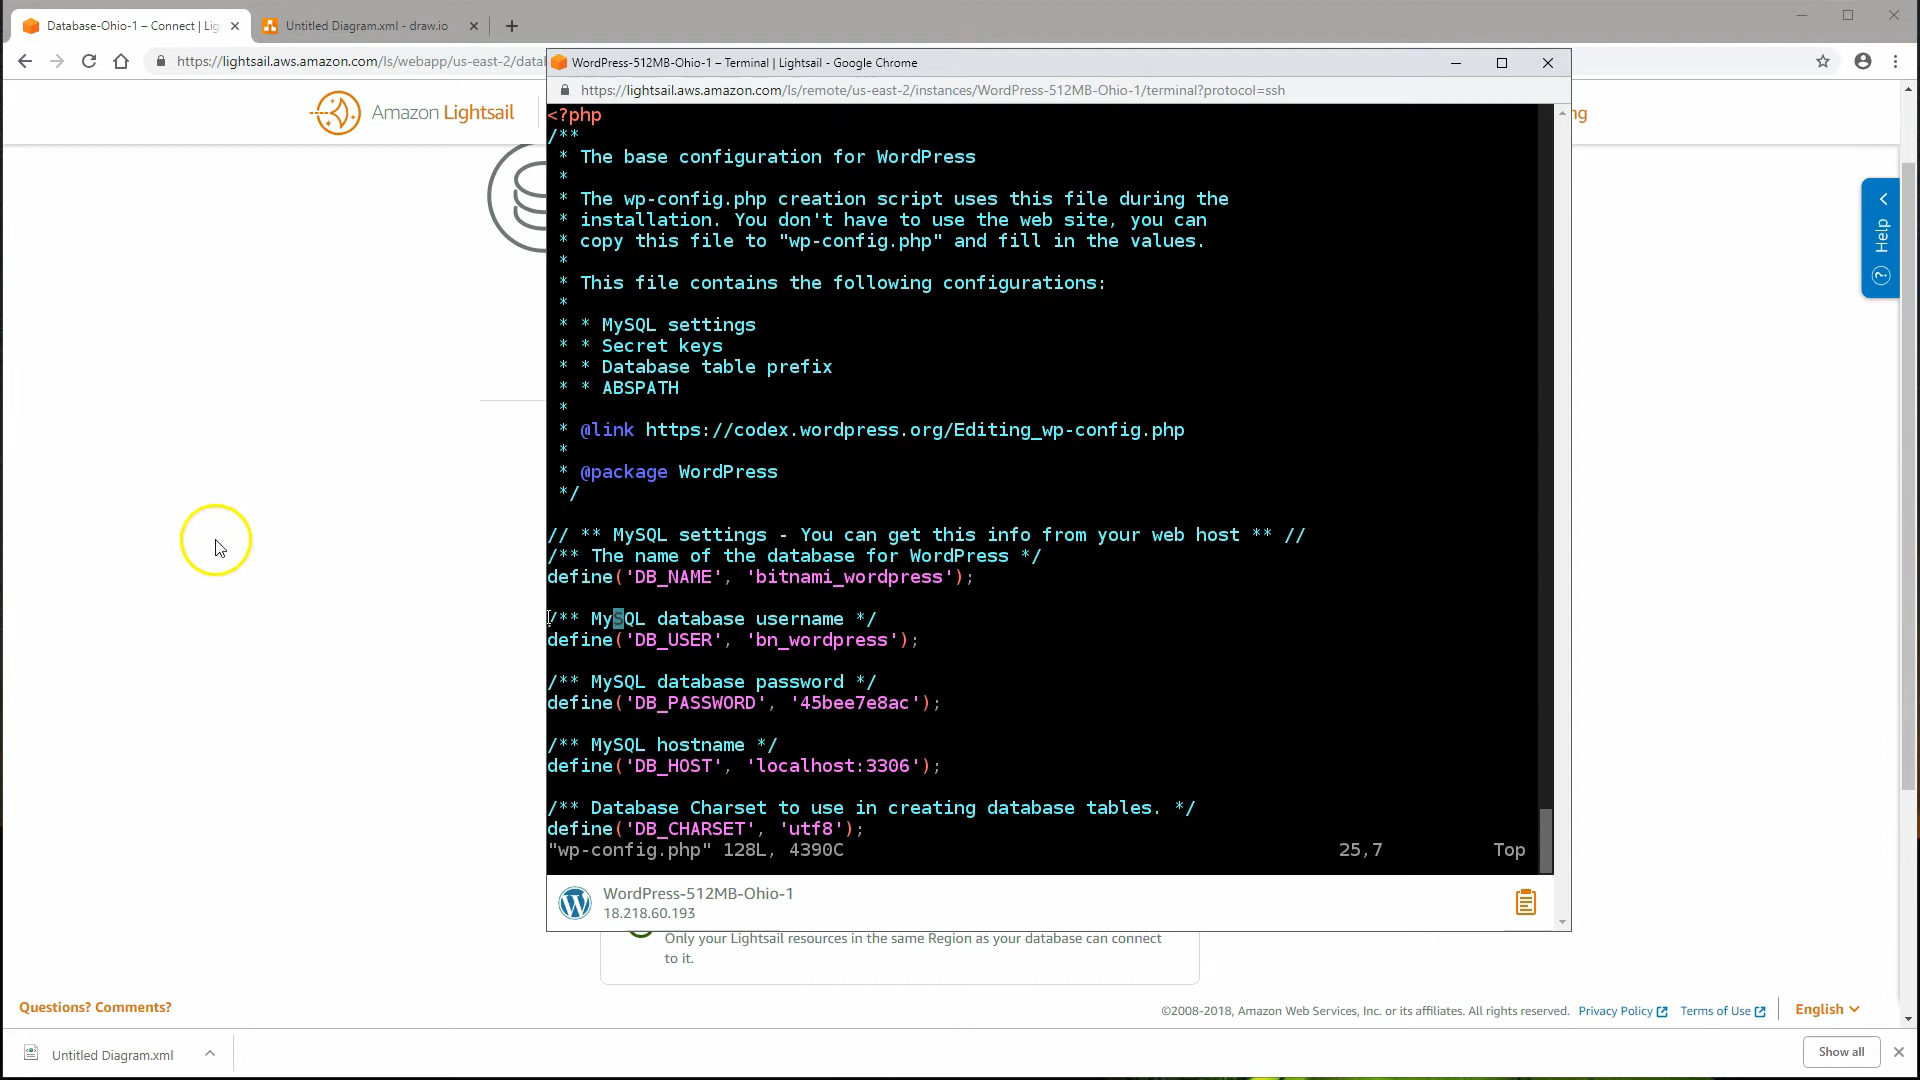 Database-Ohio-1 – Connect | Lig
Untitled Diagram.xml - draw.io
https://lightsail.aws.amazon.com/ls/webapp/us-east-2/datab
WordPress-512MB-Ohio-1 – Terminal | Lightsail - Google Chrome
https://lightsail.aws.amazon.com/ls/remote/us-east-2/instances/WordPress-512MB-Ohio-1/terminal?protocol=ssh
Amazon Lightsail
ng
Help
<?php
/**
 * The base configuration for WordPress
 *
 * The wp-config.php creation script uses this file during the
 * installation. You don't have to use the web site, you can
 * copy this file to "wp-config.php" and fill in the values.
 *
 * This file contains the following configurations:
 *
 * * MySQL settings
 * * Secret keys
 * * Database table prefix
 * * ABSPATH
 *
 * @link https://codex.wordpress.org/Editing_wp-config.php
 *
 * @package WordPress
 */
// ** MySQL settings - You can get this info from your web host ** //
/** The name of the database for WordPress */
define('DB_NAME', 'bitnami_wordpress');
/** MySQL database username */
define('DB_USER', 'bn_wordpress');
/** MySQL database password */
define('DB_PASSWORD', '45bee7e8ac');
/** MySQL hostname */
define('DB_HOST', 'localhost:3306');
/** Database Charset to use in creating database tables. */
define('DB_CHARSET', 'utf8');
"wp-config.php" 128L, 4390C 25,7 Top
WordPress-512MB-Ohio-1
18.218.60.193
Only your Lightsail resources in the same Region as your database can connect
to it.
Questions? Comments?
©2008-2018, Amazon Web Services, Inc. or its affiliates. All rights reserved. Privacy Policy Terms of Use English
Untitled Diagram.xml
Show all